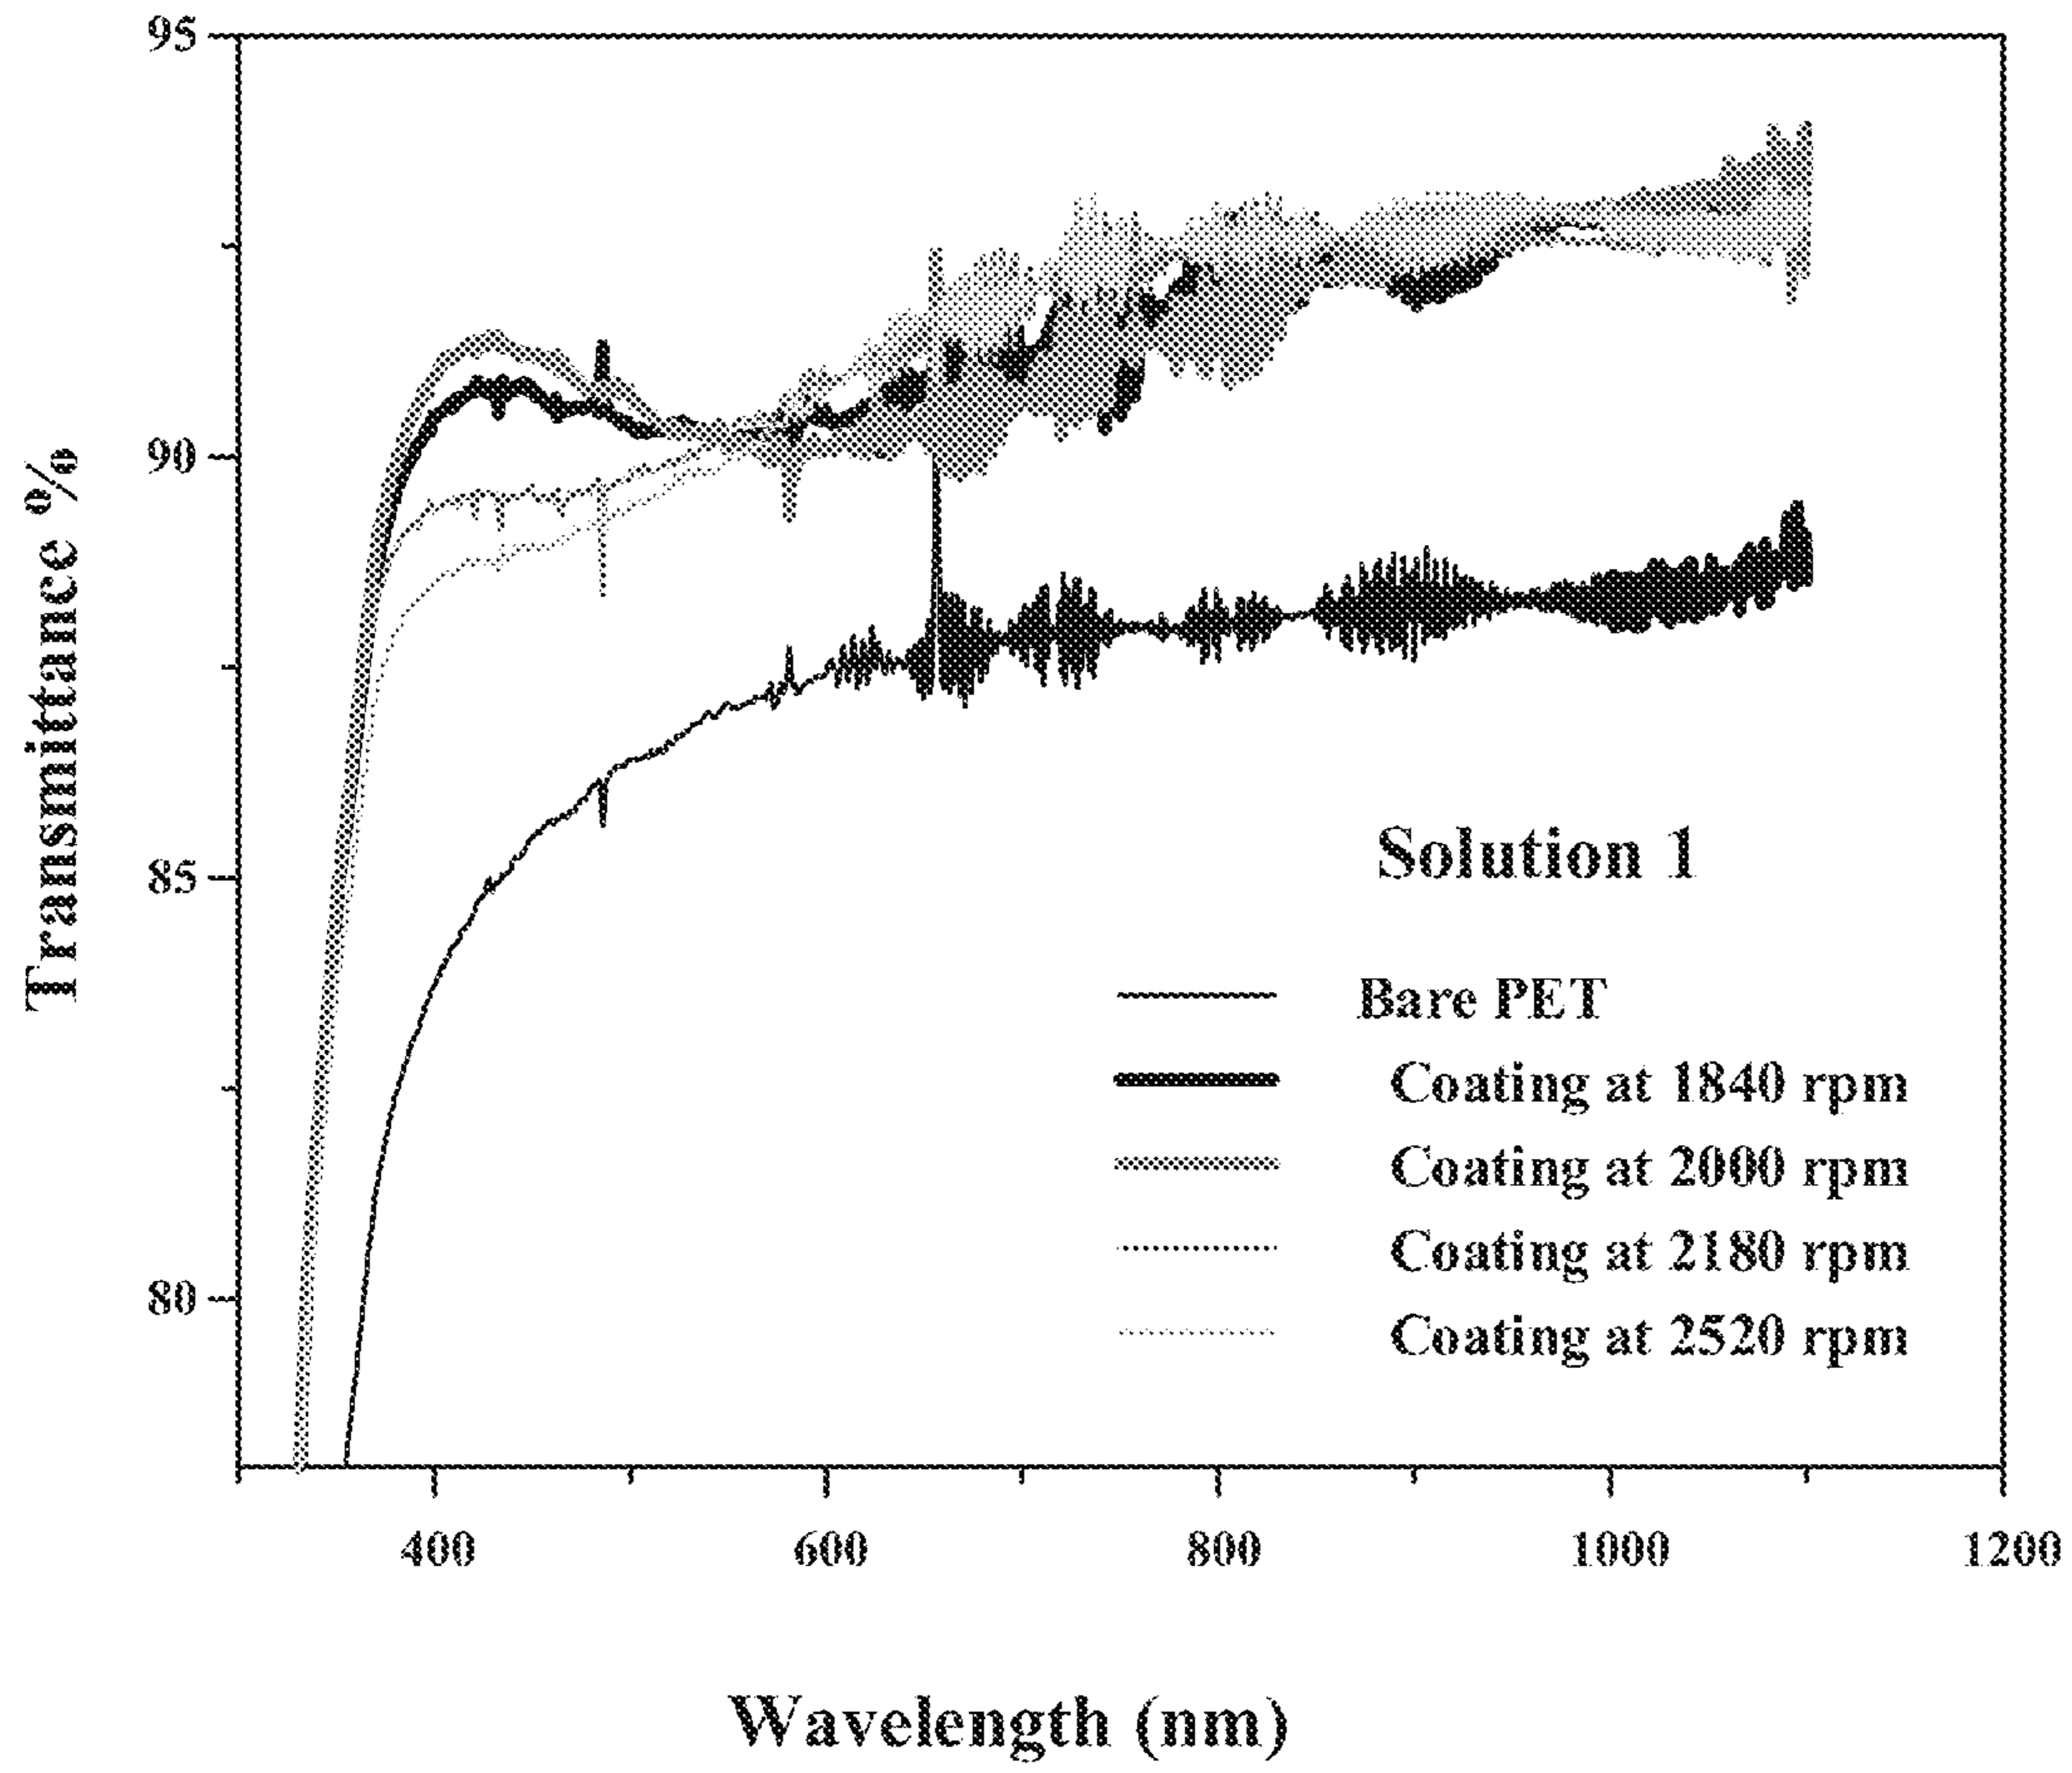 95
90
85
80
Transmittance %
Solution 1
Bare PET
Coating at 1840 rpm
Coating at 2000 rpm
Coating at 2180 rpm
Coating at 2520 rpm
400 600 800 1000 1200
Wavelength (nm)